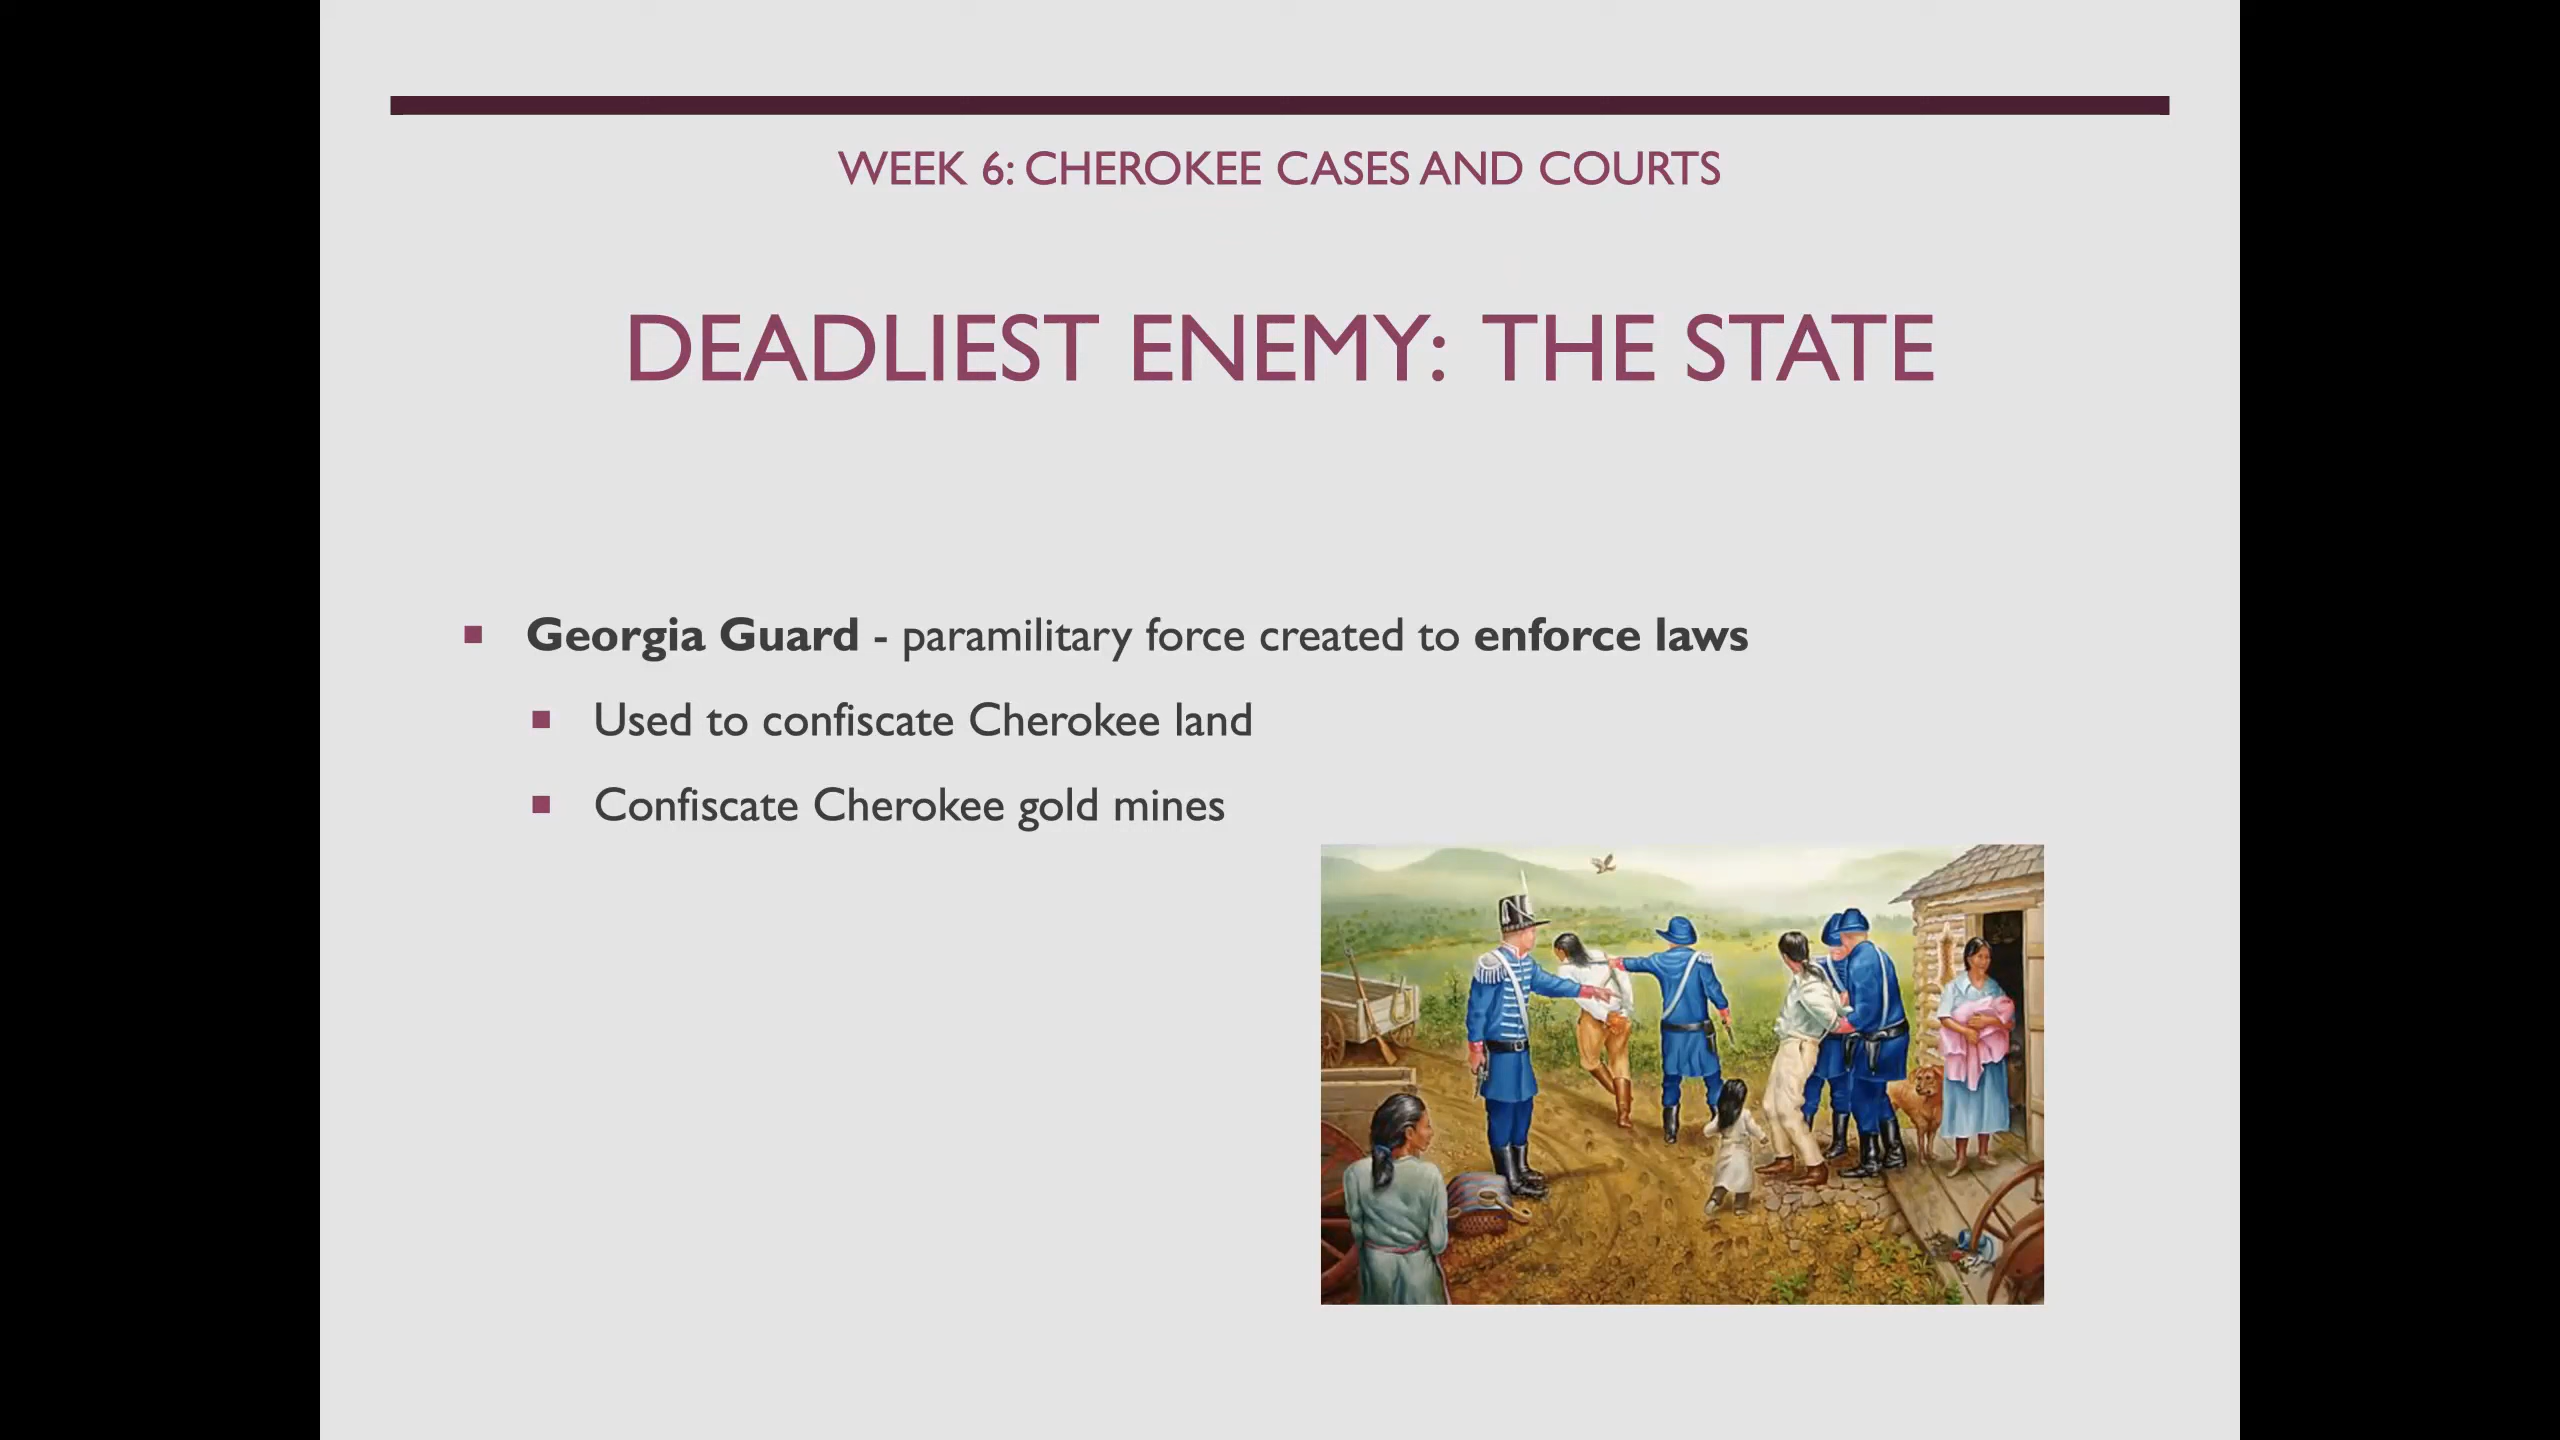 WEEK 6: CHEROKEE CASES AND COURTS
DEADLIEST ENEMY: THE STATE
Georgia Guard - paramilitary force created to enforce laws
Used to confiscate Cherokee land
Confiscate Cherokee gold mines